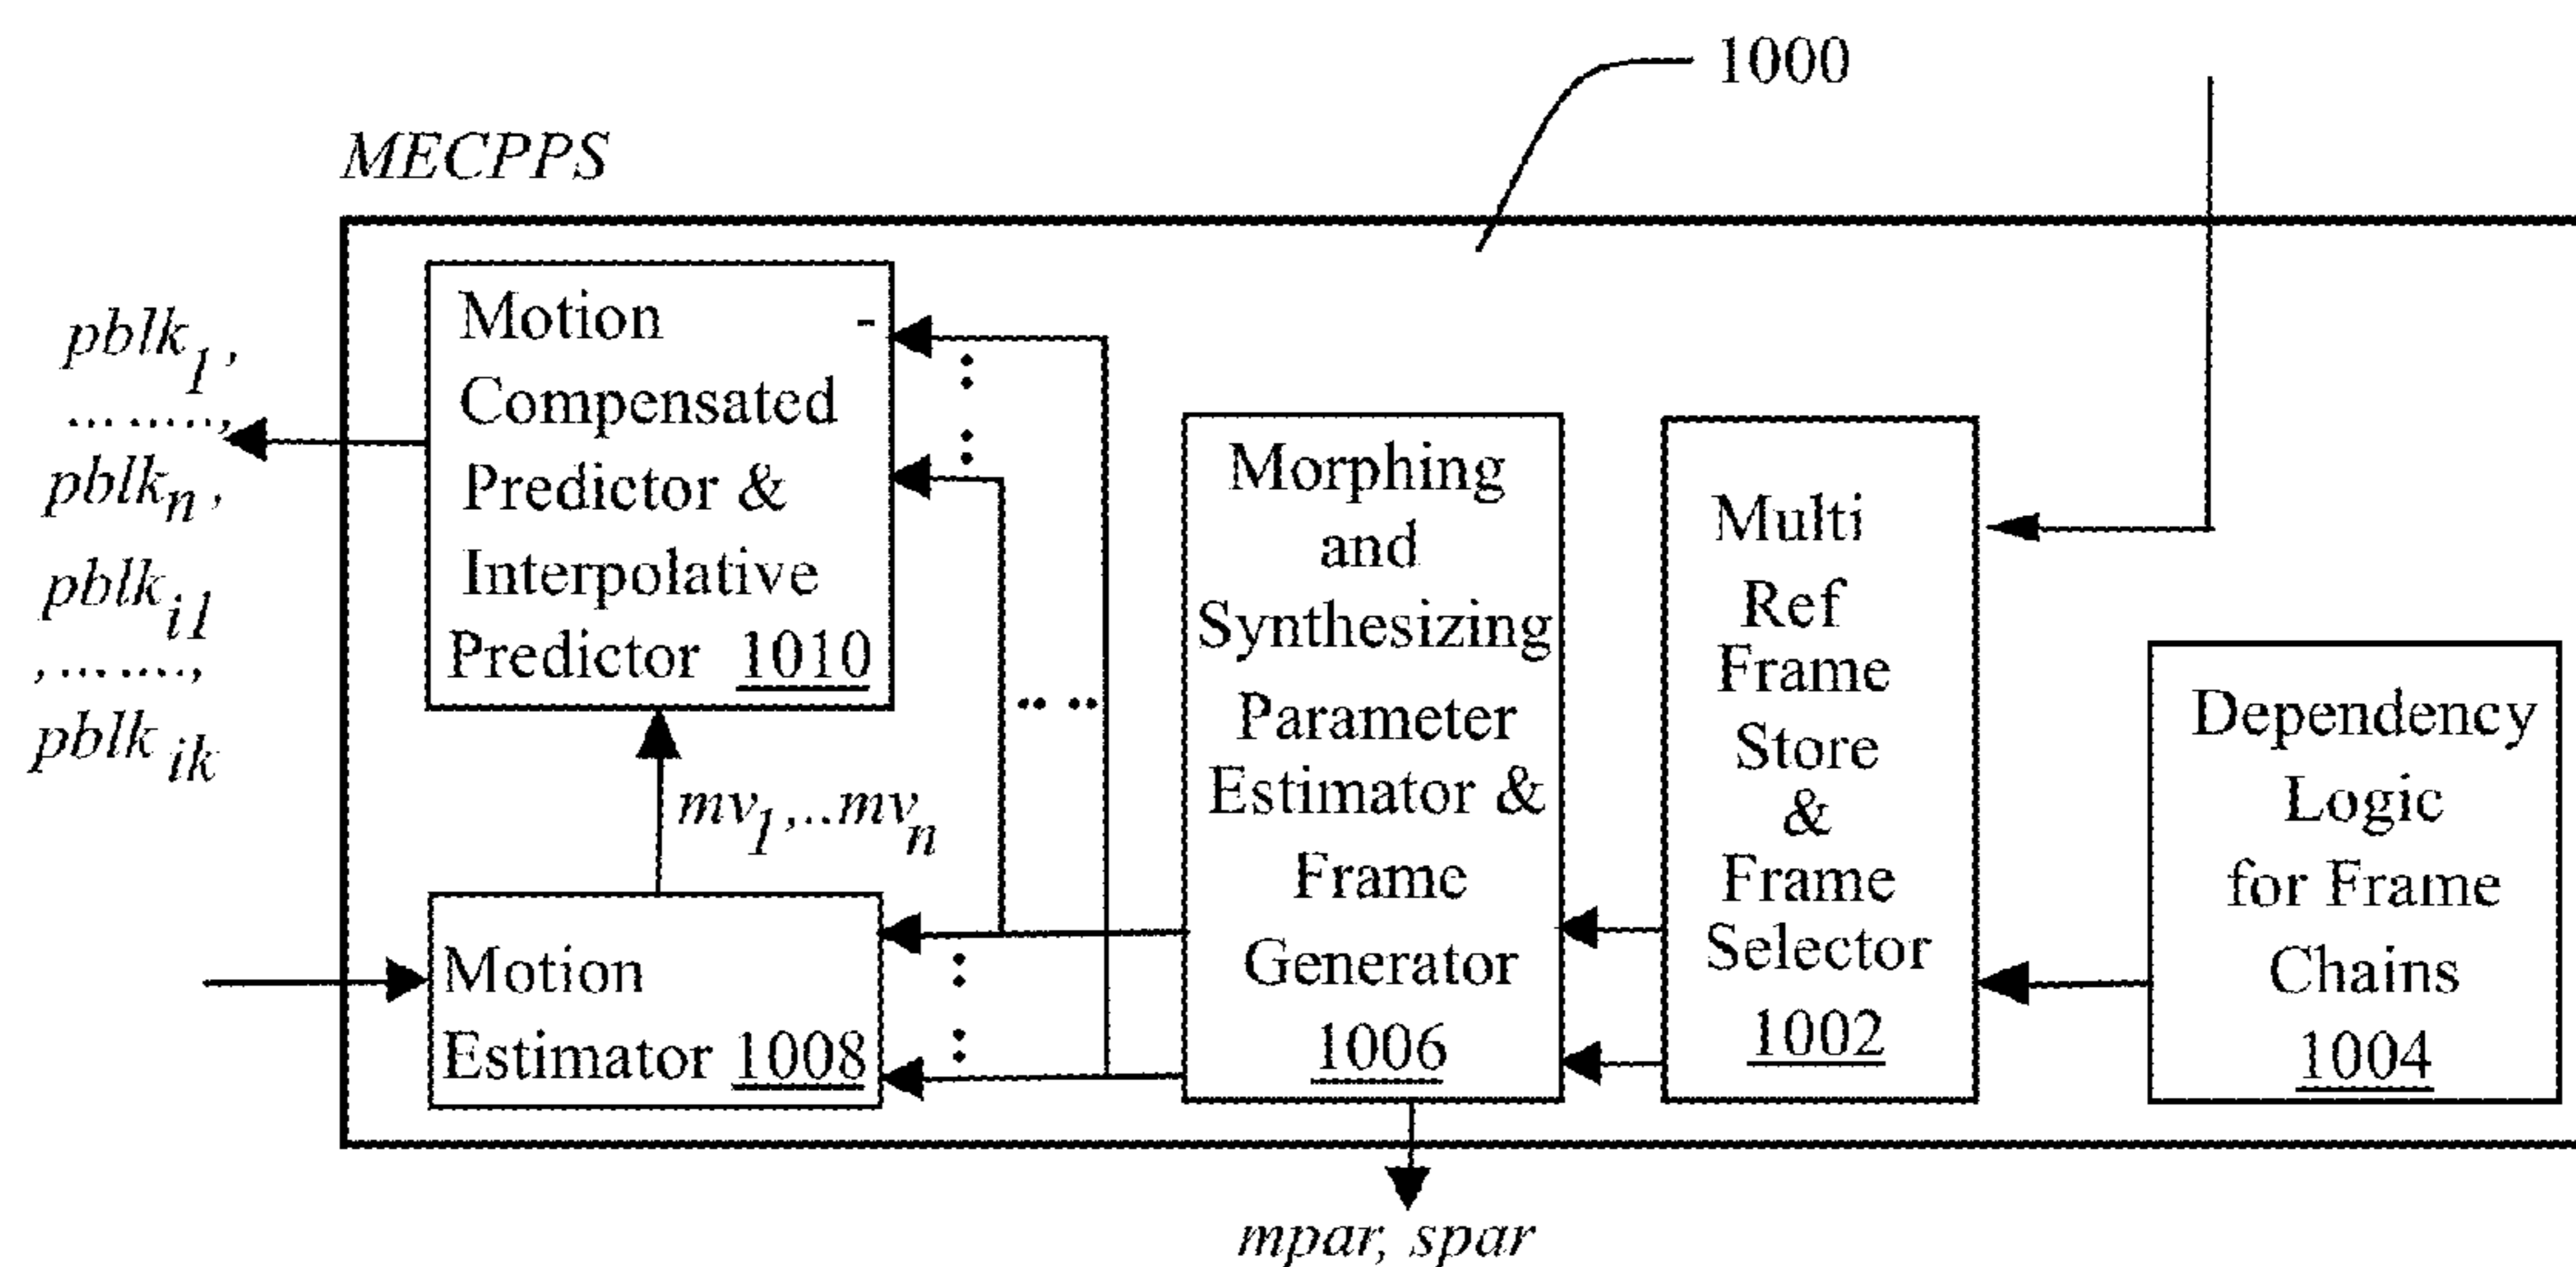 1000
MECPPS
pblk1,
.........,
pblkn,
pblki1
,.......,
pblkik
Motion -
Compensated
Predictor &
Interpolative
Predictor 1010
mv1,..mvn
Motion
Estimator 1008
Morphing
and
Synthesizing
Parameter
Estimator &
Frame
Generator
1006
Multi
Ref
Frame
Store
&
Frame
Selector
1002
Dependency
Logic
for Frame
Chains
1004
mpar, spar